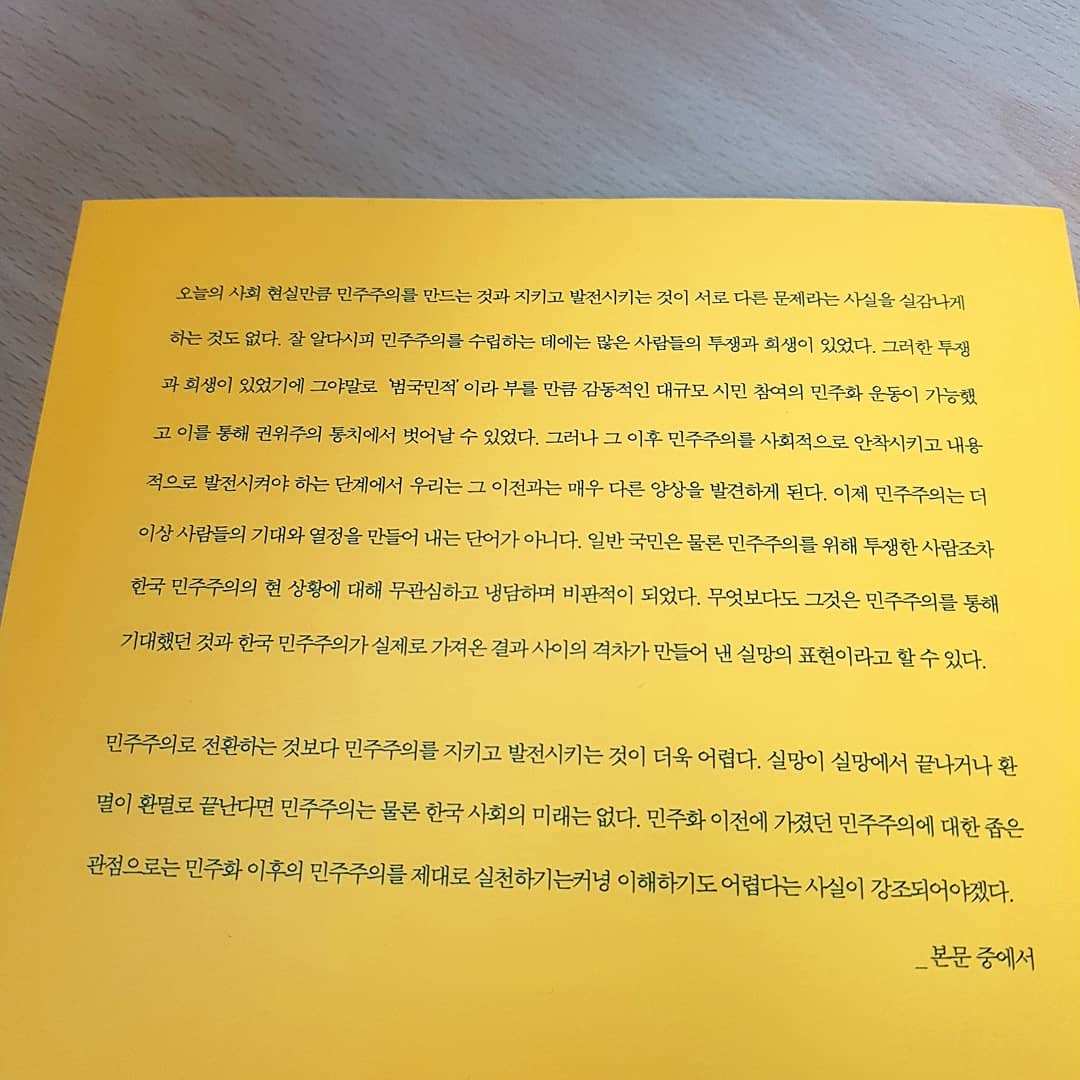 오늘의 사회 현실만큼 민주주의를 만드는 것과 지키고 발전시키는 것이 서로 다른 문제라는 사실을 실감나게
하는 것도 없다. 잘 알다시피 민주주의를 수립하는 데에는 많은 사람들의 투쟁과 희생이 있었다. 그러한 투쟁
과 희생이 있었기에 그야말로 '범국민적'이라 부를 만큼 감동적인 대규모 시민 참여의 민주화 운동이 가능했
고 이를 통해 권위주의 통치에서 벗어날 수 있었다. 그러나 그 이후 민주주의를 사회적으로 안착시키고 내용
적으로 발전시켜야 하는 단계에서 우리는 그 이전과는 매우 다른 양상을 발견하게 된다. 이제 민주주의는 더
이상 사람들의 기대와 열정을 만들어 내는 단어가 아니다. 일반 국민은 물론 민주주의를 위해 투쟁한 사람조차
한국 민주주의의 현 상황에 대해 무관심하고 냉담하며 비판적이 되었다. 무엇보다도 그것은 민주주의를 통해
기대했던 것과 한국 민주주의가 실제로 가져온 결과 사이의 격차가 만들어 낸 실망의 표현이라고 할 수 있다.
민주주의로 전환하는 것보다 민주주의를 지키고 발전시키는 것이 더욱 어렵다. 실망이 실망에서 끝나거나 환
멸이 환멸로 끝난다면 민주주의는 물론 한국 사회의 미래는 없다. 민주화 이전에 가졌던 민주주의에 대한 좁은
관점으로는 민주화 이후의 민주주의를 제대로 실천하기는커녕 이해하기도 어렵다는 사실이 강조되어야겠다.
_본문 중에서